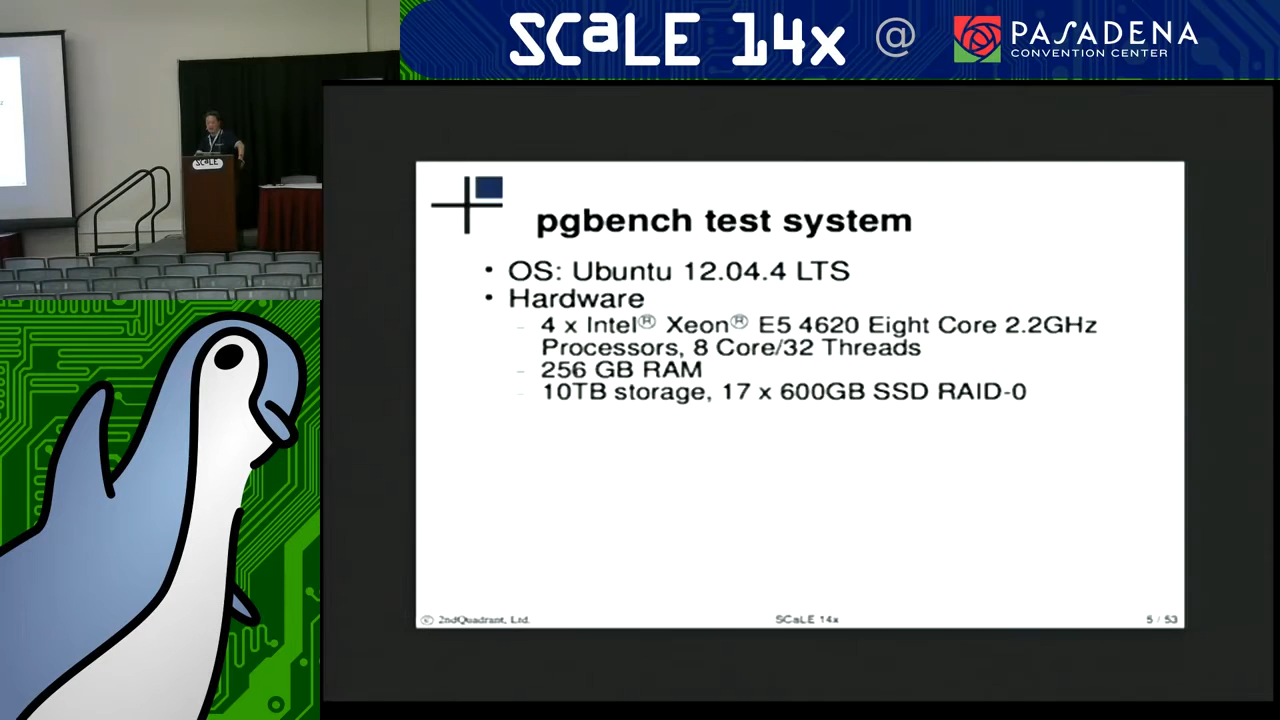 SCaLE 14x @ PASADENA
CONVENTION CENTER
SCaLE
pgbench test system
• OS: Ubuntu 12.04.4 LTS
• Hardware
– 4 x Intel® Xeon® E5 4620 Eight Core 2.2GHz
Processors, 8 Core/32 Threads
– 256 GB RAM
– 10TB storage, 17 x 600GB SSD RAID-0
© 2ndQuadrant, Ltd. SCaLE 14x 5 / 53